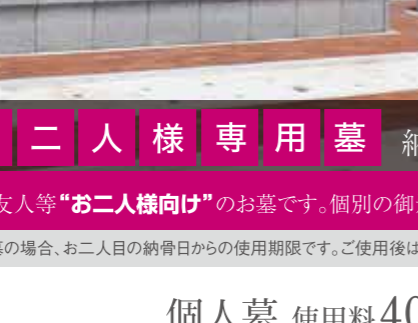 二人様専用墓
友人等“お二人様向け”のお墓です。個別の御
の場合、お二人目の納骨日からの使用期限です。ご使用後は
個人墓 使用料40